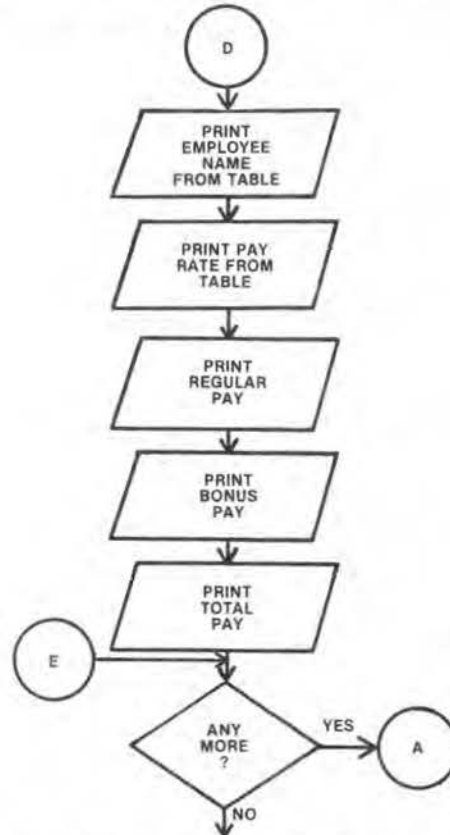 D
PRINT
EMPLOYEE
NAME
FROM TABLE
PRINT PAY
RATE FROM
TABLE
PRINT
REGULAR
PAY
PRINT
BONUS
PAY
PRINT
TOTAL
PAY
E
ANY
MORE
?
YES
A
NO